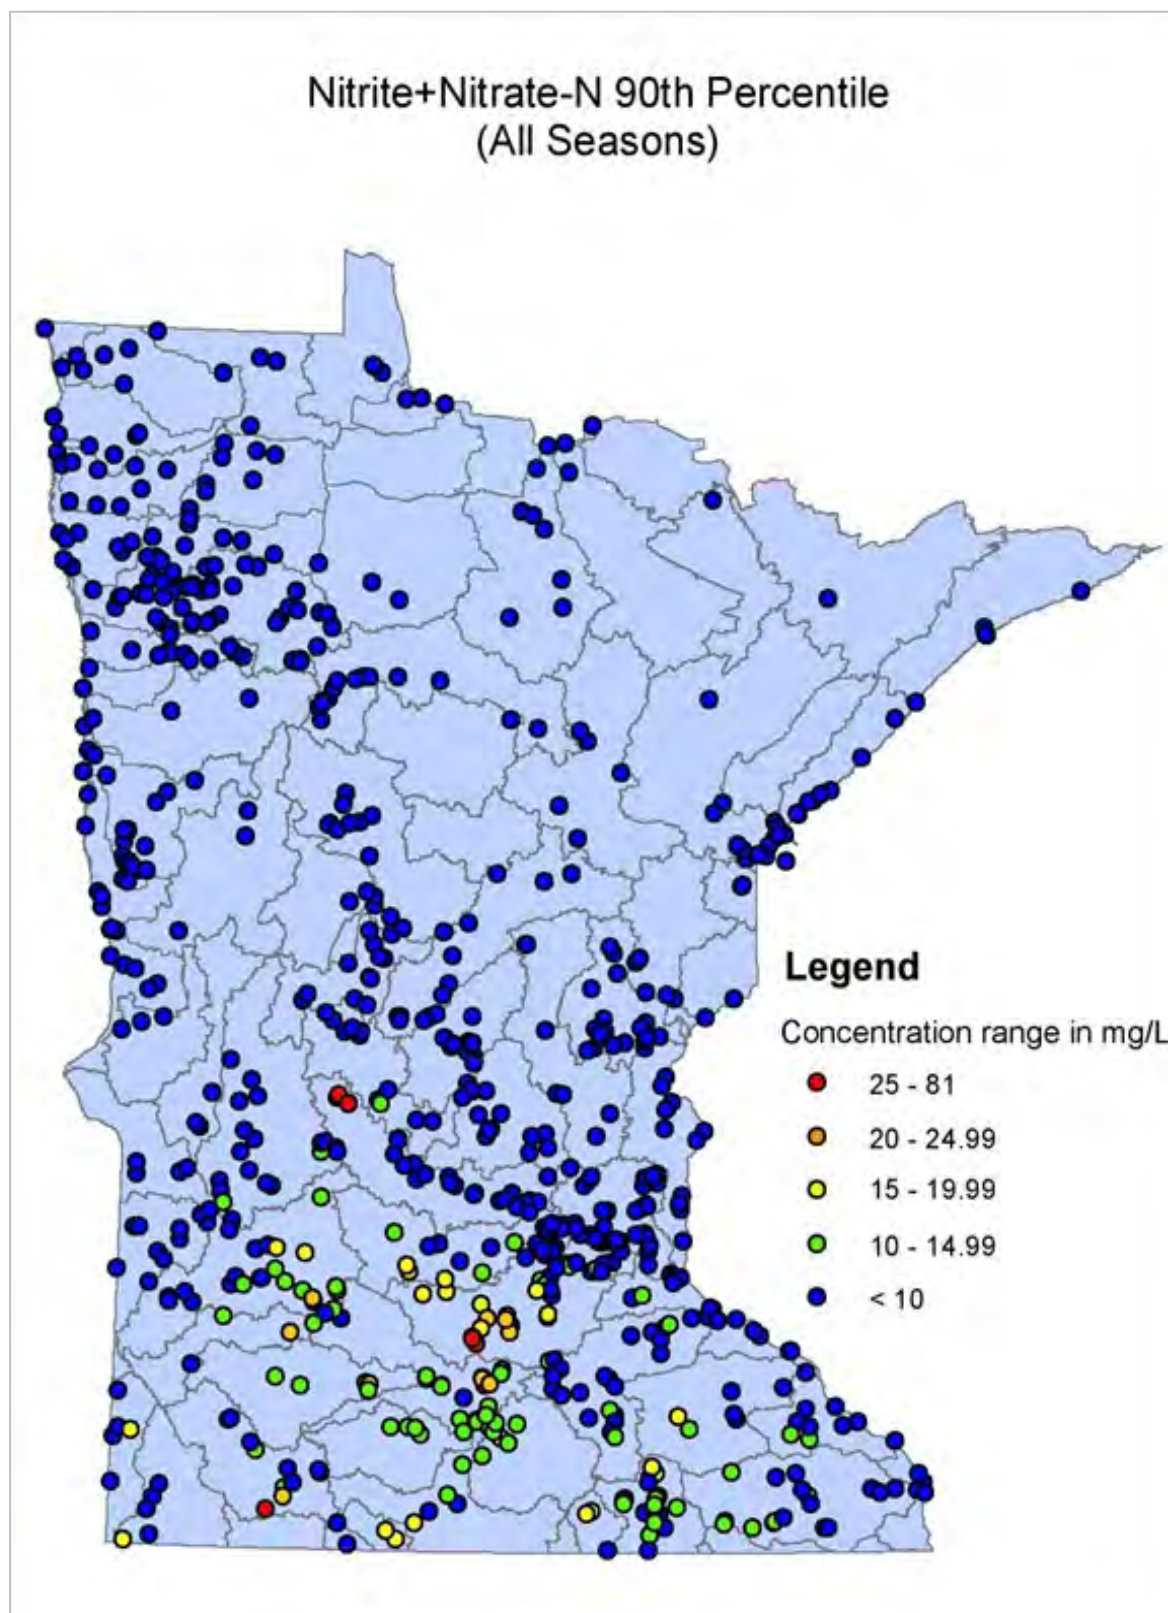 Nitrite+Nitrate-N 90th Percentile
(All Seasons)
Legend
Concentration range in mg/L
25 - 81
20 - 24.99
15 - 19.99
10 - 14.99
< 10